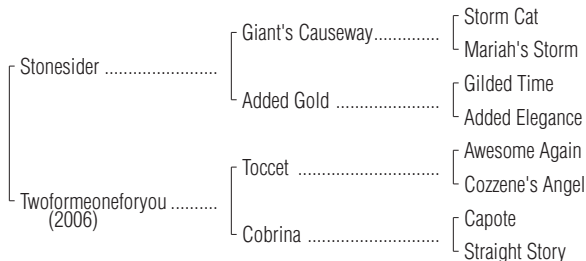 Storm Cat
Giant's Causeway..............
Mariah's Storm
Stonesider ........................
Gilded Time
Added Gold ......................
Added Elegance
Awesome Again
Toccet ..............................
Cozzene's Angel
Twoformeoneforyou ..........
(2006)
Capote
Cobrina ............................
Straight Story